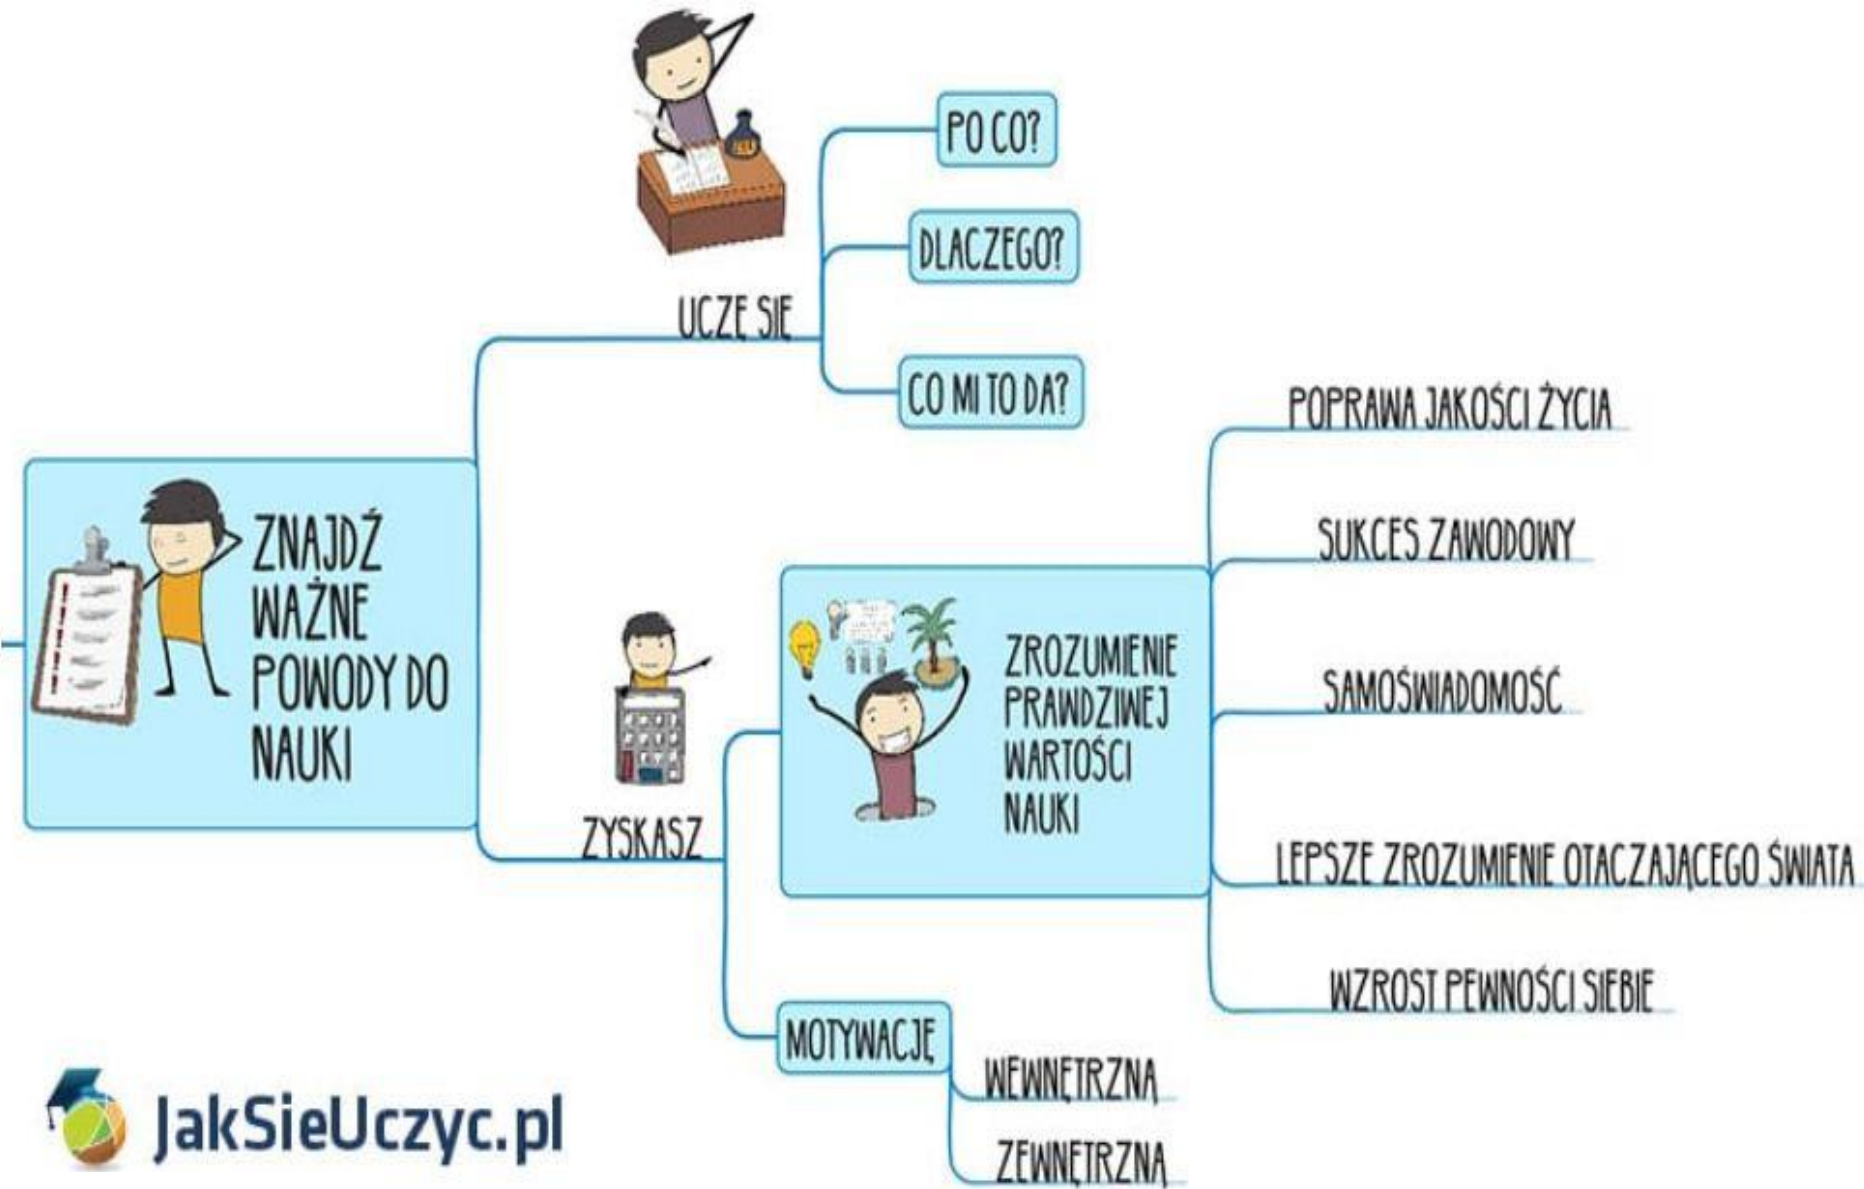 PO CO?
DLACZEGO?
UCZĘ SIĘ
CO MI TO DA?
ZNAJDŹ
WAŻNE
POWODY DO
NAUKI
ZYSKASZ
ZROZUMIENIE
PRAWDZIWEJ
WARTOŚCI
NAUKI
POPRAWA JAKOŚCI ŻYCIA
SUKCES ZAWODOWY
SAMOŚWIADOMOŚĆ
LEPSZE ZROZUMIENIE OTACZAJĄCEGO ŚWIATA
WZROST PEWNOŚCI SIEBIE
MOTYWACJĘ
WEWNĘTRZNĄ
ZEWNĘTRZNĄ
JakSieUczyc.pl